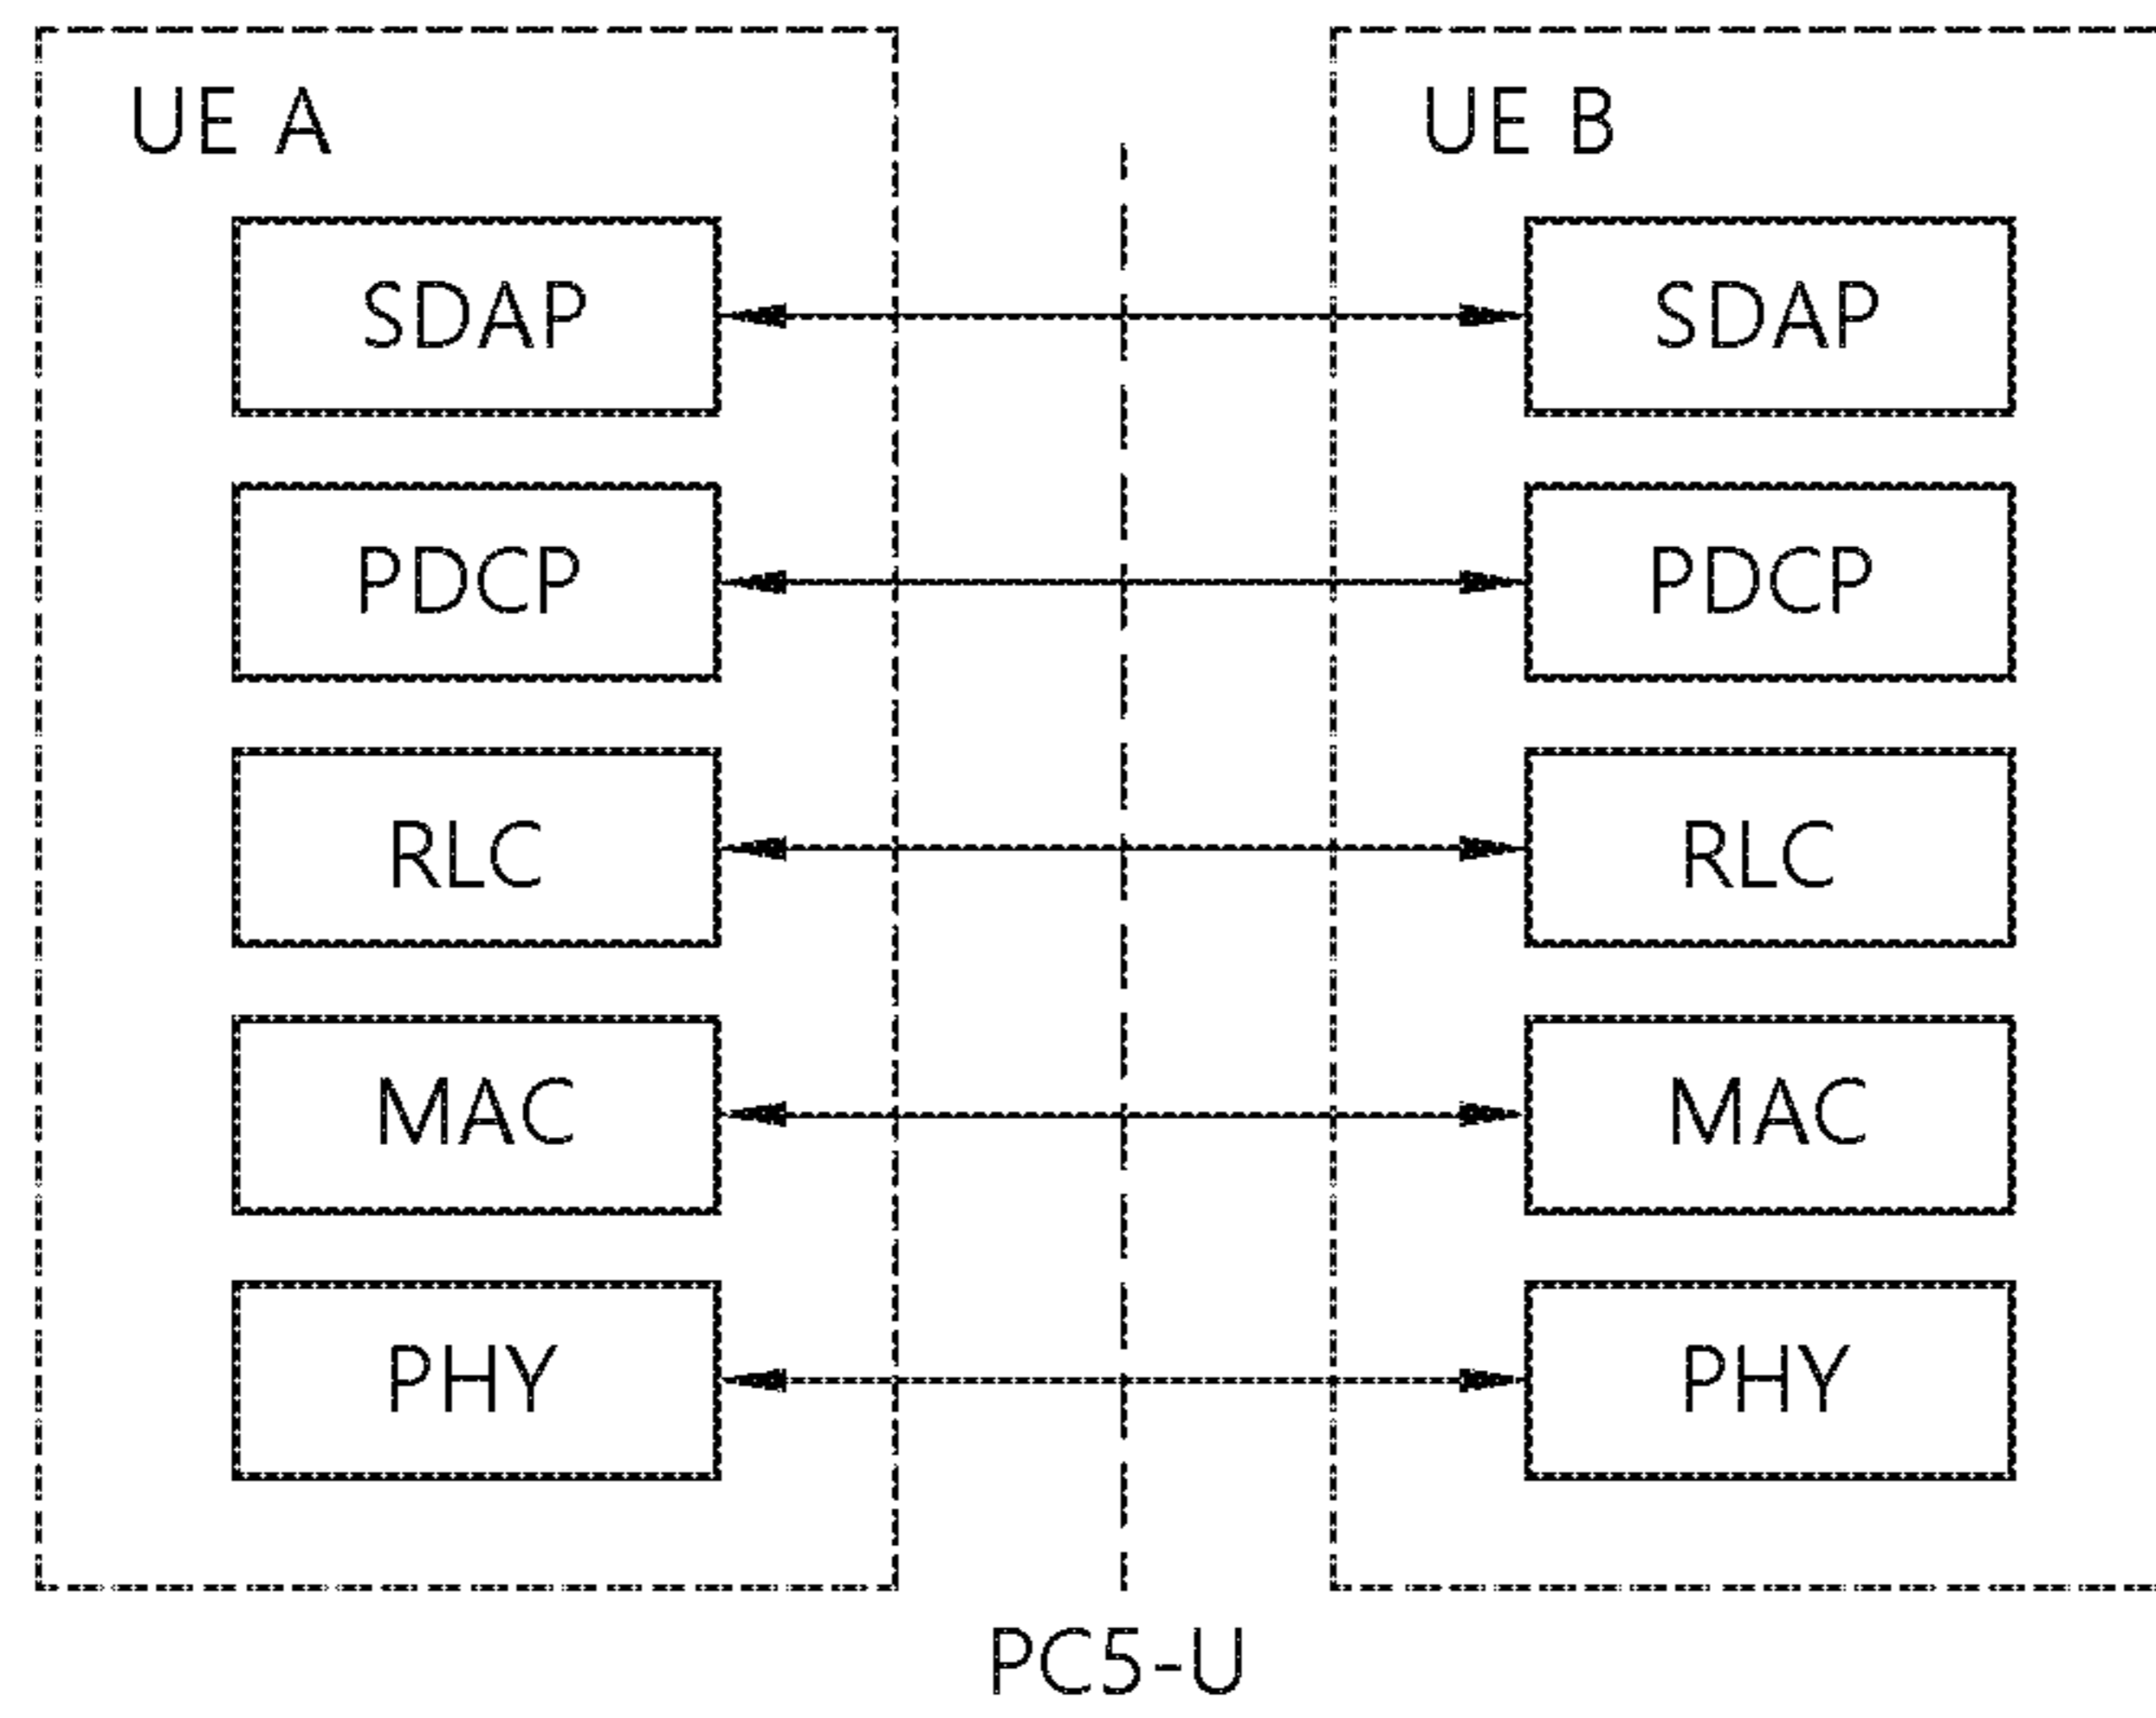 UE A
UE B
SDAP
SDAP
PDCP
PDCP
RLC
RLC
MAC
MAC
PHY
PHY
PC5-U